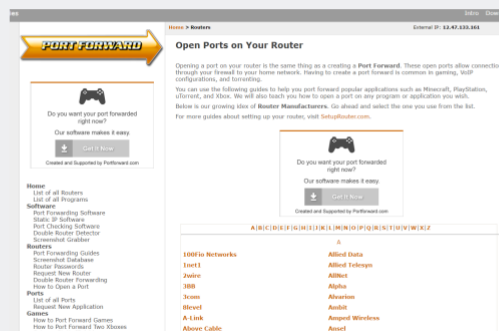 Intro
Home > Routers
External IP: 12.47.123.161
PORT FORWARD
Open Ports on Your Router
Opening a port on your router is the same thing as a creating a Port Forward. These open ports allow connectio
through your firewall to your home network. Having to create a port forward is common in gaming, VoIP
configurations, and torrenting.
You can use the following guides to help you port forward popular applications such as Minecraft, PlayStation,
uTorrent, and Xbox. We will also teach you how to open a port on any program or application you wish.
Below is our growing idex of Router Manufacturers. Go ahead and select the one you use from the list.
For more guides about setting up your router, visit SetupRouter.com.
Do you want your port forwarded
right now?
Our software makes it easy.
Get It Now
Created and Supported by Portforward.com
Do you want your port forwarded
right now?
Our software makes it easy.
Get It Now
Created and Supported by Portforward.com
Home
List of all Routers
List of all Programs
Software
Port Forwarding Software
Static IP Software
Port Checking Software
Double Router Detector
Screenshot Grabber
Routers
Port Forwarding Guides
Screenshot Database
Router Passwords
Request New Router
Double Router Forwarding
How to Open a Port
Ports
List of all Ports
Request New Application
Games
How to Port Forward Games
How to Port Forward Two Xboxes
A|B|C|D|E|F|G|H|I|J|K|L|M|N|O|P|Q|R|S|T|U|V|W|X|Z
A
100Fio Networks
Allied Data
1net1
Allied Telesyn
2wire
AllNet
3BB
Alpha
3com
Alvarion
8level
Ambit
A-Link
Amped Wireless
Above Cable
Ansel